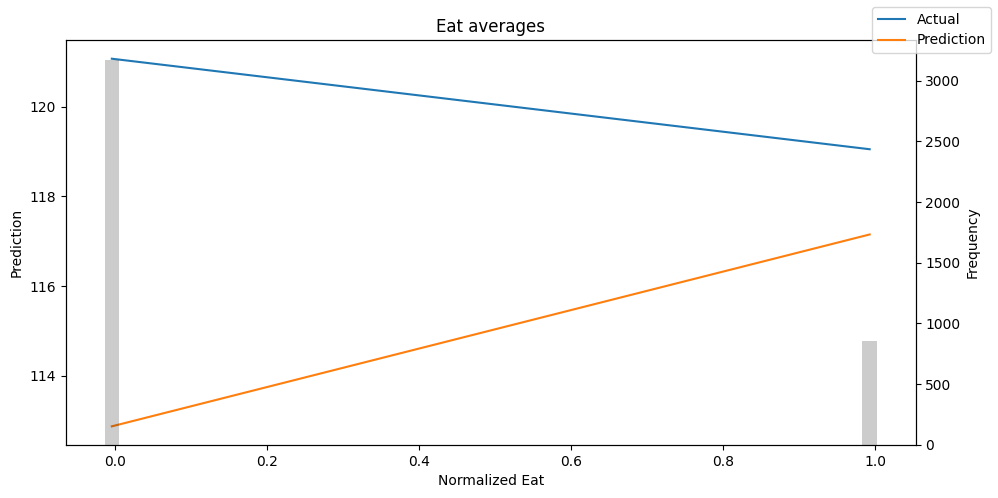 Eat averages
Actual
Prediction
120
118
116
114
Prediction
3000
2500
2000
1500
1000
500
0
Frequency
0.0 0.2 0.4 0.6 0.8 1.0
Normalized Eat